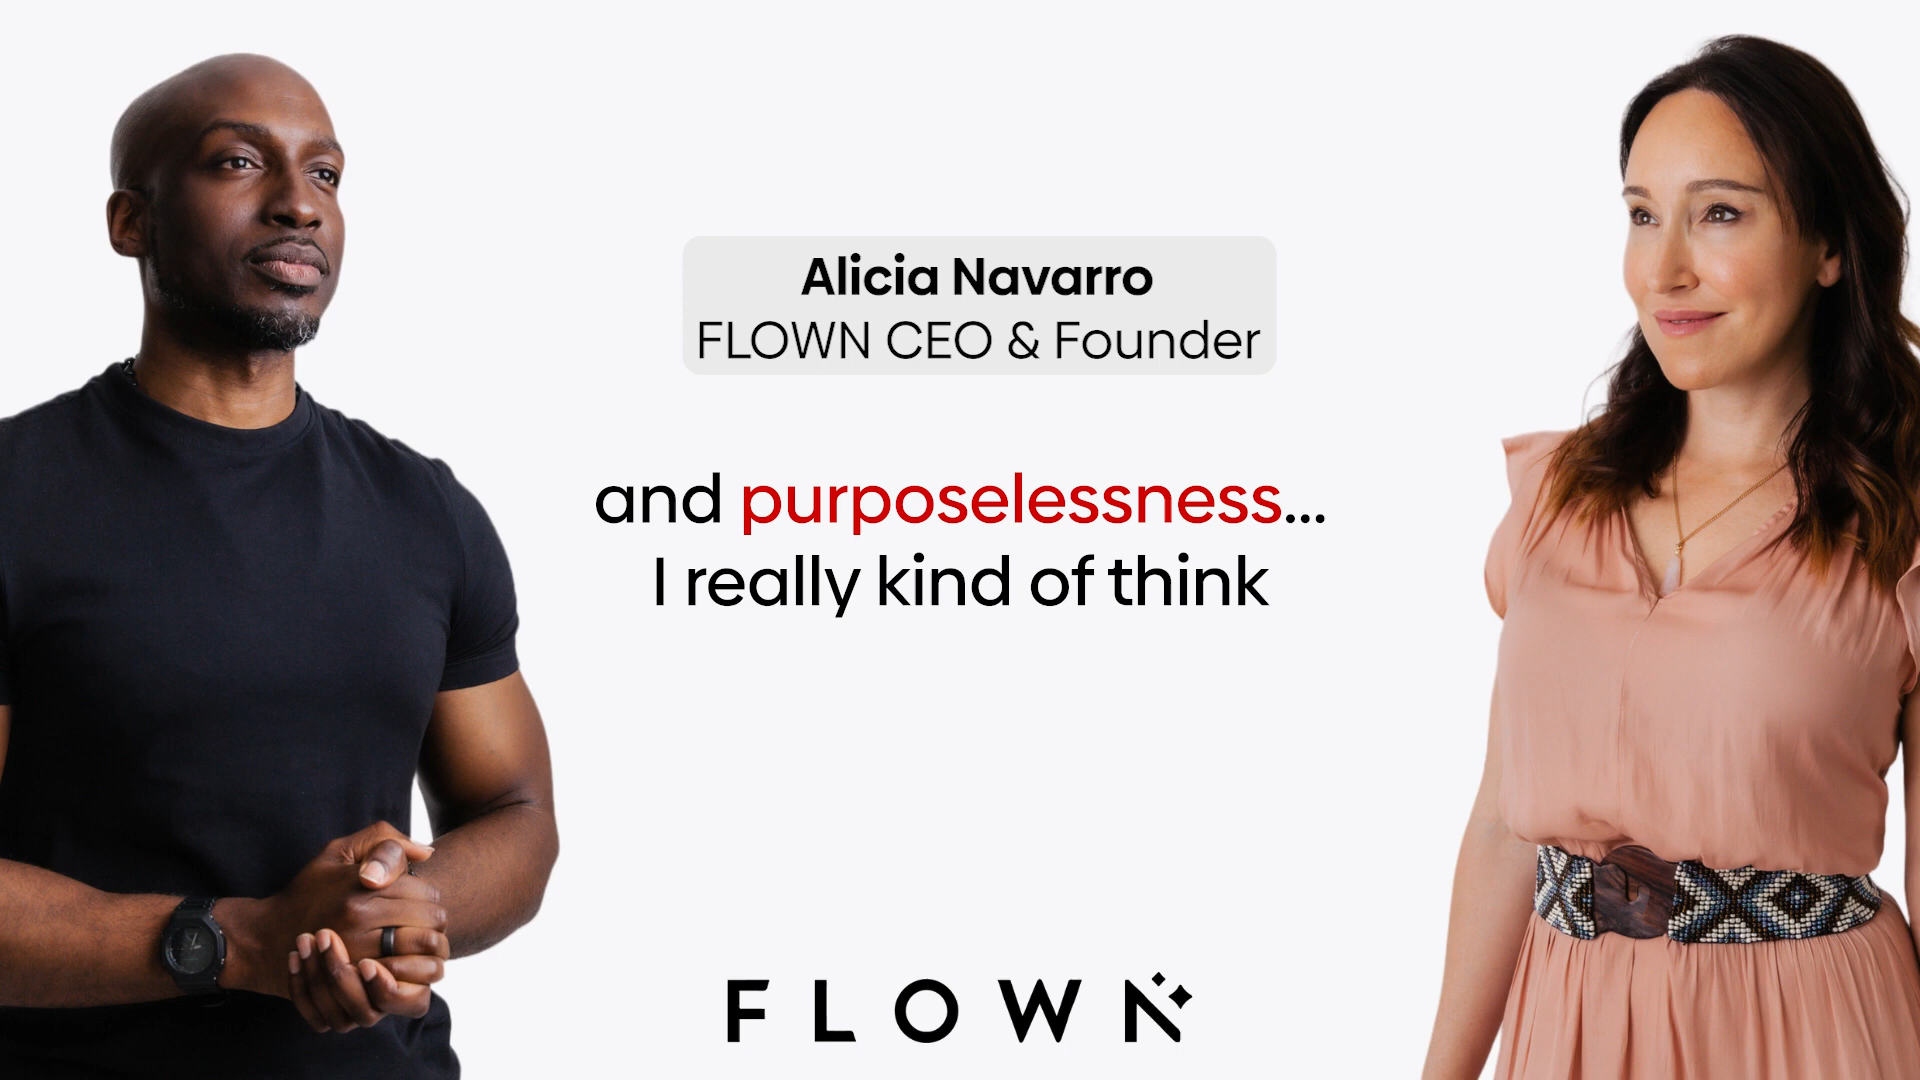 Alicia Navarro
FLOWN CEO & Founder
and purposelessness...
I really kind of think
FLOWN